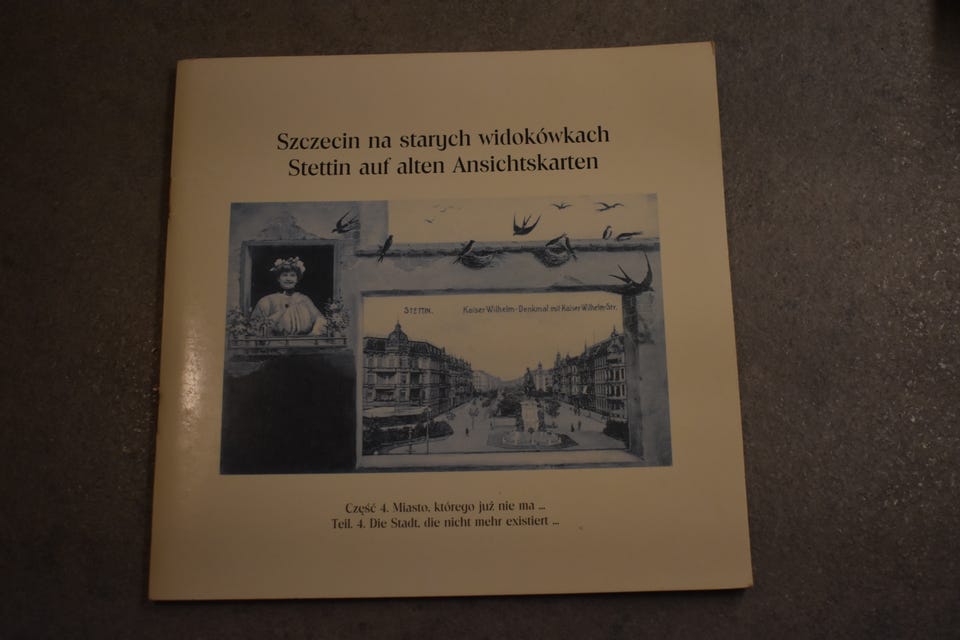 Szczecin na starych widokówkach
Stettin auf alten Ansichtskarten
STETTIN.
Kaiser Wilhelm-Denkmal mit Kaiser Wilhelm-Str.
Część 4. Miasto, którego już nie ma ...
Teil. 4. Die Stadt, die nicht mehr existiert ...